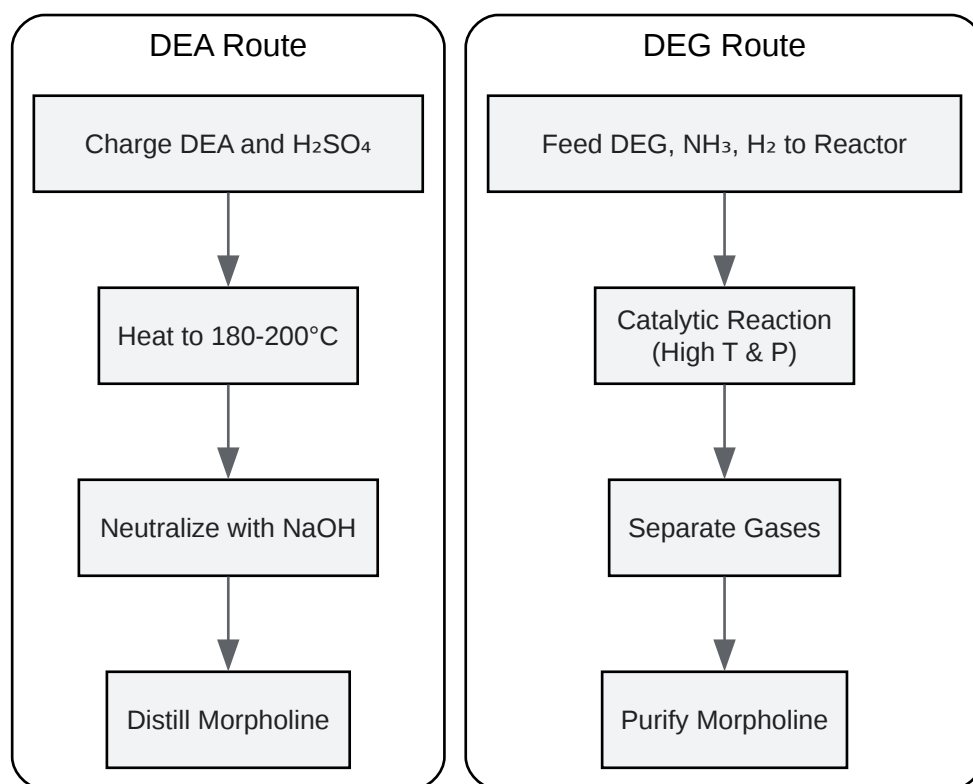 DEA Route
Charge DEA and H₂SO₄
Heat to 180-200°C
Neutralize with NaOH
Distill Morpholine
DEG Route
Feed DEG, NH₃, H₂ to Reactor
Catalytic Reaction
(High T & P)
Separate Gases
Purify Morpholine